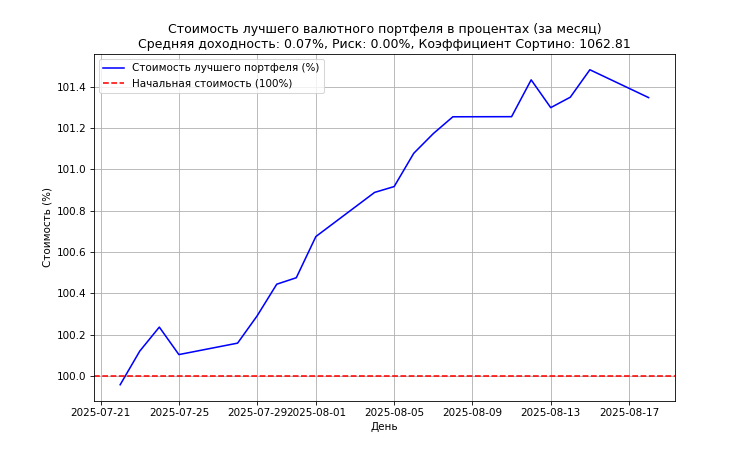 Стоимость лучшего валютного портфеля в процентах (за месяц)
Средняя доходность: 0.07%, Риск: 0.00%, Коэффициент Сортино: 1062.81
Стоимость лучшего портфеля (%)
Начальная стоимость (100%)
Стоимость (%)
101.4
101.2
101.0
100.8
100.6
100.4
100.2
100.0
2025-07-21 2025-07-25 2025-07-29 2025-08-01 2025-08-05 2025-08-09 2025-08-13 2025-08-17
День